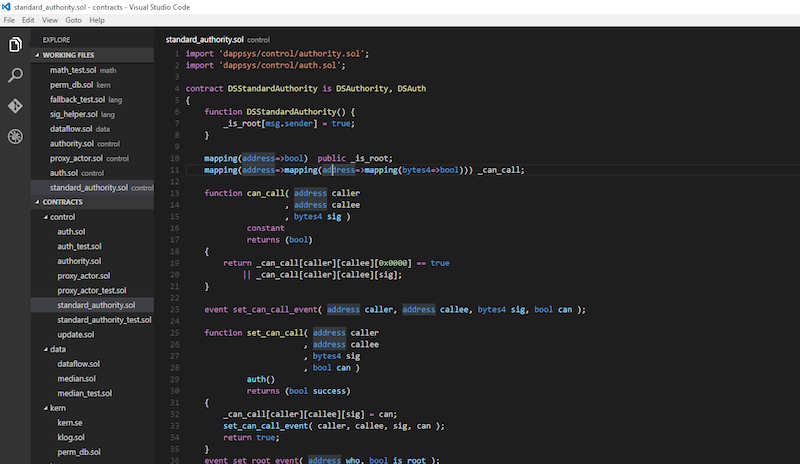 standard_authority.sol - contracts - Visual Studio Code
File Edit View Goto Help
EXPLORE
WORKING FILES
math_test.sol math
perm_db.sol kern
fallback_test.sol lang
sig_helper.sol lang
dataflow.sol data
authority.sol control
proxy_actor.sol control
auth.sol control
standard_authority.sol control
CONTRACTS
control
auth.sol
auth_test.sol
authority.sol
proxy_actor.sol
proxy_actor_test.sol
standard_authority.sol
standard_authority_test.sol
update.sol
data
dataflow.sol
median.sol
median_test.sol
kern
kern.se
klog.sol
perm_db.sol
standard_authority.sol control
1 import 'dappsys/control/authority.sol';
2 import 'dappsys/control/auth.sol';
3
4 contract DSStandardAuthority is DSAuthority, DSAuth
5 {
6 function DSStandardAuthority() {
7 _is_root[msg.sender] = true;
8 }
9
10 mapping(address=>bool) public _is_root;
11 mapping(address=>mapping(address=>mapping(bytes4=>bool))) _can_call;
12
13 function can_call( address caller
14 , address callee
15 , bytes4 sig )
16 constant
17 returns (bool)
18 {
19 return _can_call[caller][callee][0x0000] == true
20 || _can_call[caller][callee][sig];
21 }
22
23 event set_can_call_event( address caller, address callee, bytes4 sig, bool can );
24
25 function set_can_call( address caller
26 , address callee
27 , bytes4 sig
28 , bool can )
29 auth()
30 returns (bool success)
31 {
32 _can_call[caller][callee][sig] = can;
33 set_can_call_event( caller, callee, sig, can );
34 return true;
35 }
36 event set_root_event( address who, bool is_root );